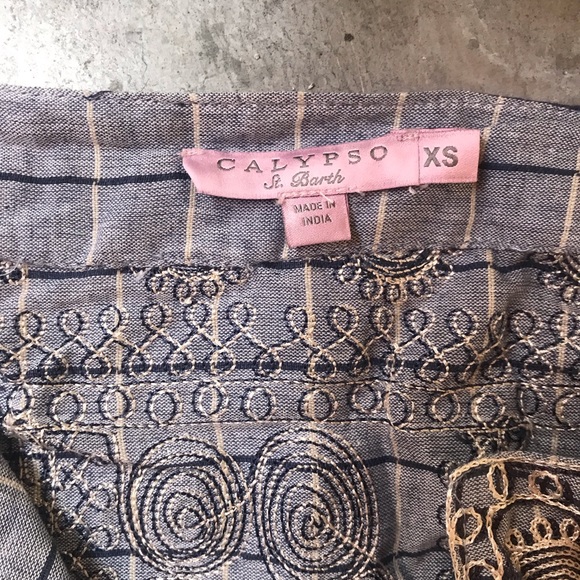 CALYPSO
St. Barth
XS
MADE IN
INDIA